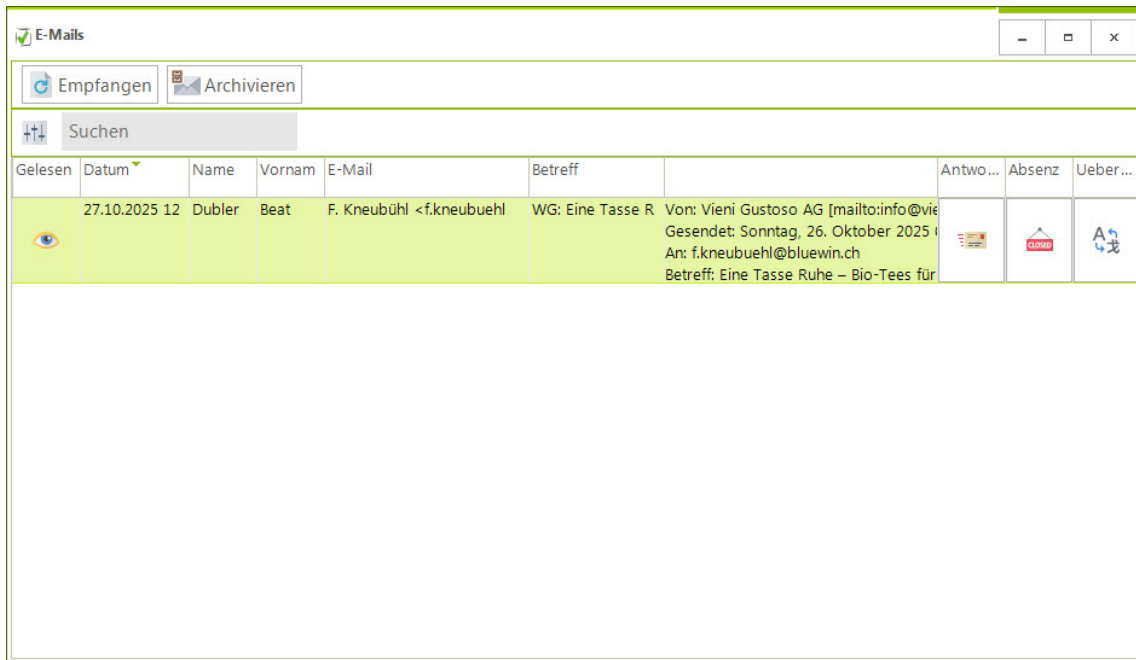 E-Mails
Empfangen Archivieren
Suchen
Gelesen Datum Name Vornam E-Mail Betreff Antwo... Absenz Ueber...
27.10.2025 12 Dubler Beat F. Kneubühl <f.kneubuehl WG: Eine Tasse R Von: Vieni Gustoso AG [mailto:info@vie
Gesendet: Sonntag, 26. Oktober 2025
An: f.kneubuehl@bluewin.ch
Betreff: Eine Tasse Ruhe – Bio-Tees für
CLOSED